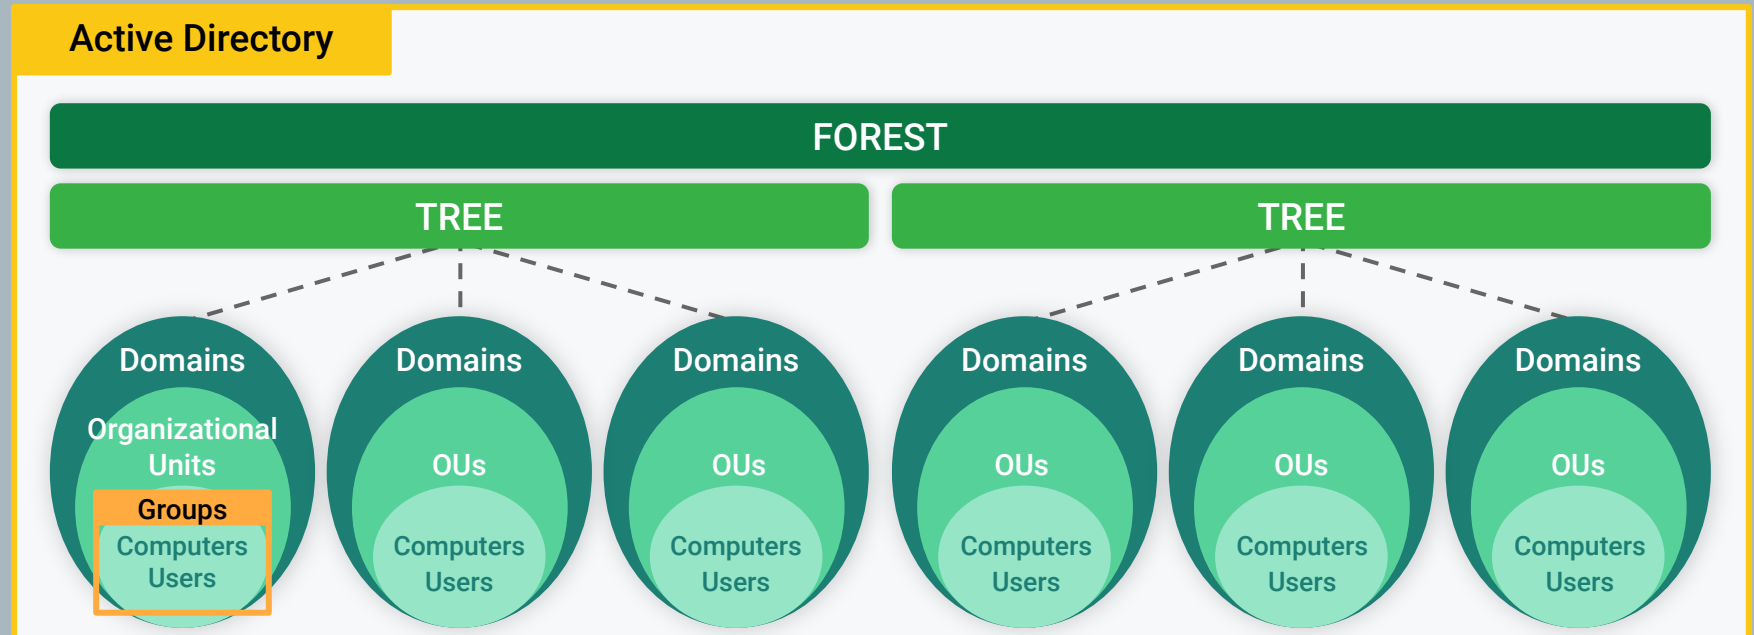 Active Directory
FOREST
TREE
TREE
Domains
Organizational
Units
Groups
Computers
Users
Domains
OUs
Computers
Users
Domains
OUs
Computers
Users
Domains
OUs
Computers
Users
Domains
OUs
Computers
Users
Domains
OUs
Computers
Users